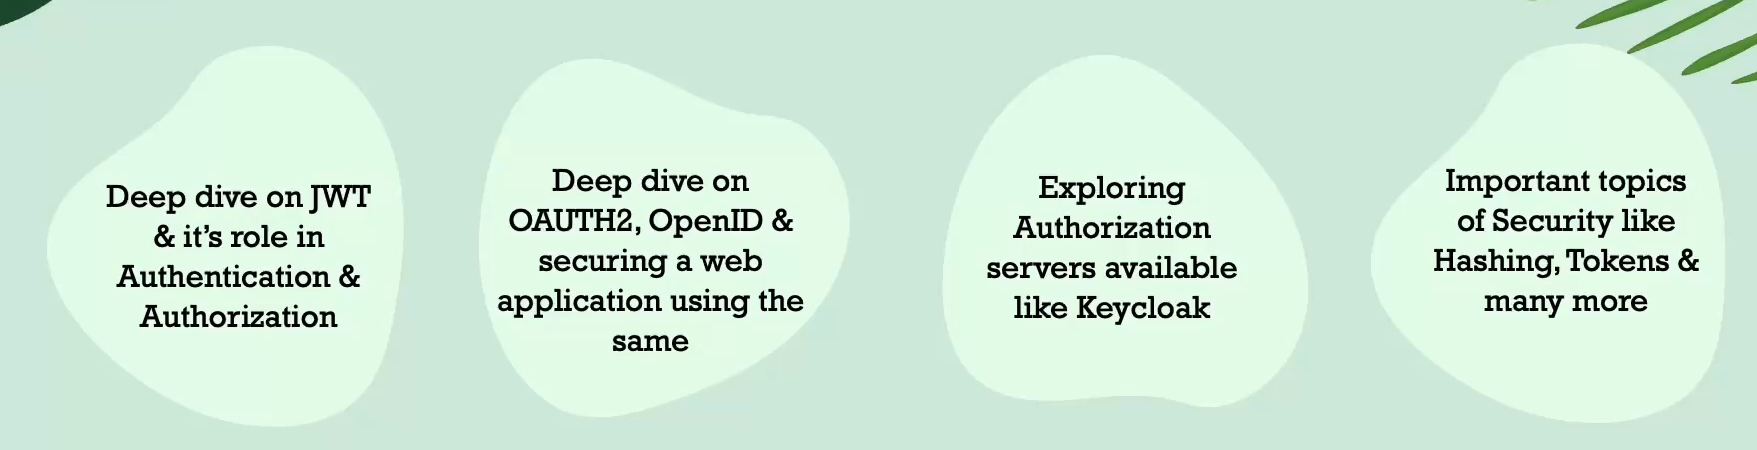 Deep dive on JWT
& it's role in
Authentication &
Authorization
Deep dive on
OAUTH2, OpenID &
securing a web
application using the
same
Exploring
Authorization
servers available
like Keycloak
Important topics
of Security like
Hashing, Tokens &
many more